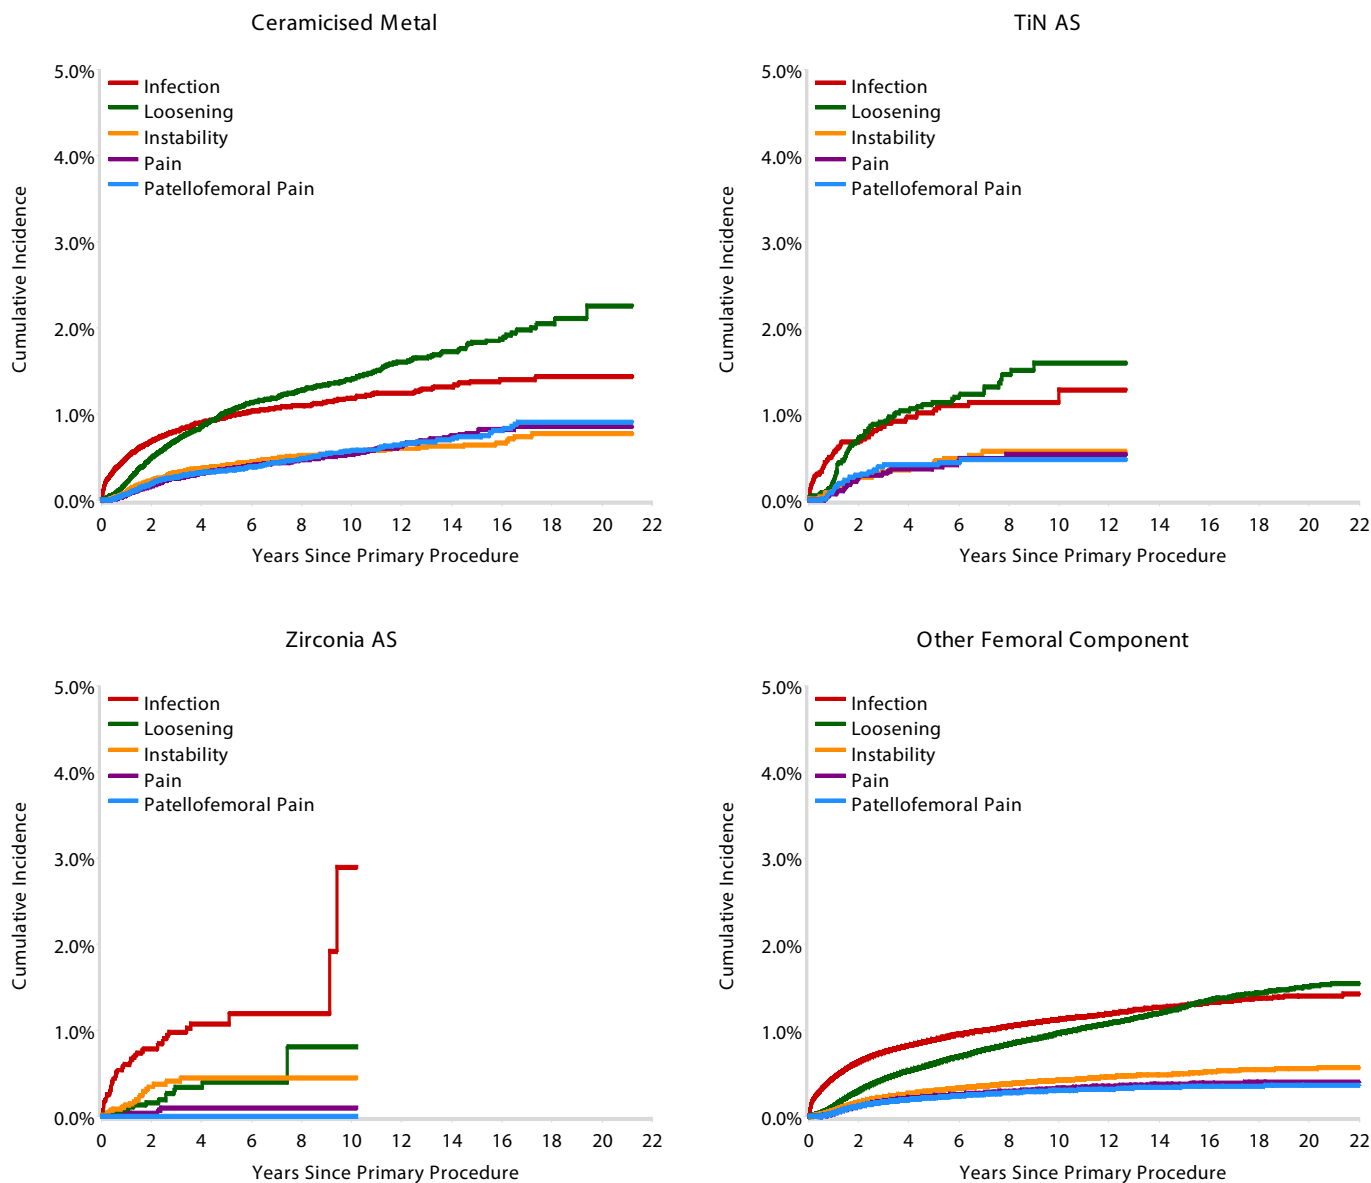 Ceramicised Metal
5.0%
4.0%
3.0%
2.0%
1.0%
0.0%
Cumulative Incidence
Infection
Loosening
Instability
Pain
Patellofemoral Pain
0 2 4 6 8 10 12 14 16 18 20 22
Years Since Primary Procedure
TiN AS
5.0%
4.0%
3.0%
2.0%
1.0%
0.0%
Cumulative Incidence
Infection
Loosening
Instability
Pain
Patellofemoral Pain
0 2 4 6 8 10 12 14 16 18 20 22
Years Since Primary Procedure
Zirconia AS
5.0%
4.0%
3.0%
2.0%
1.0%
0.0%
Cumulative Incidence
Infection
Loosening
Instability
Pain
Patellofemoral Pain
0 2 4 6 8 10 12 14 16 18 20 22
Years Since Primary Procedure
Other Femoral Component
5.0%
4.0%
3.0%
2.0%
1.0%
0.0%
Cumulative Incidence
Infection
Loosening
Instability
Pain
Patellofemoral Pain
0 2 4 6 8 10 12 14 16 18 20 22
Years Since Primary Procedure